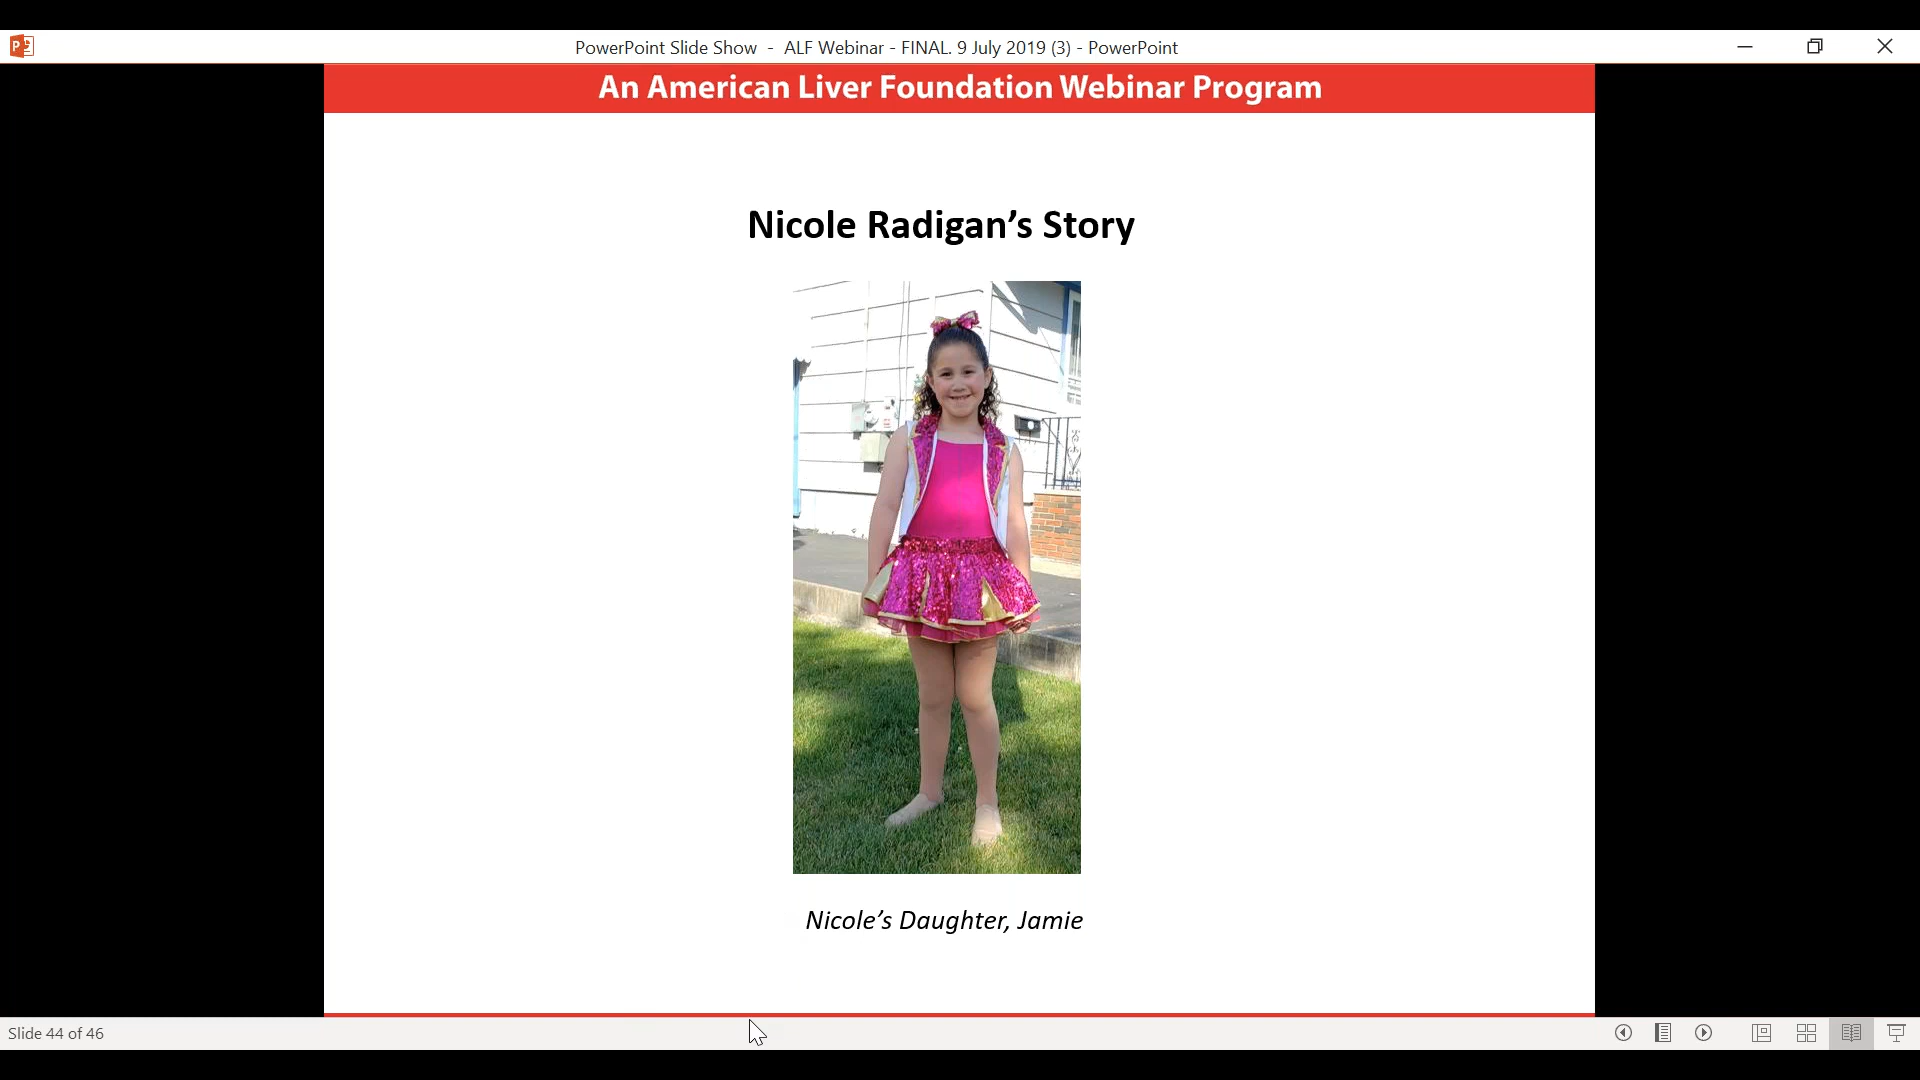 PowerPoint Slide Show - ALF Webinar - FINAL. 9 July 2019 (3) - PowerPoint
An American Liver Foundation Webinar Program
Nicole Radigan’s Story
Nicole’s Daughter, Jamie
Slide 44 of 46